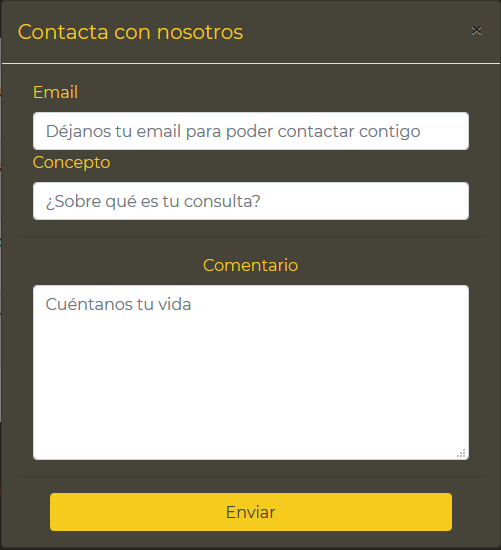 Contacta con nosotros
×
Email
Déjanos tu email para poder contactar contigo
Concepto
¿Sobre qué es tu consulta?
Comentario
Cuéntanos tu vida
Enviar